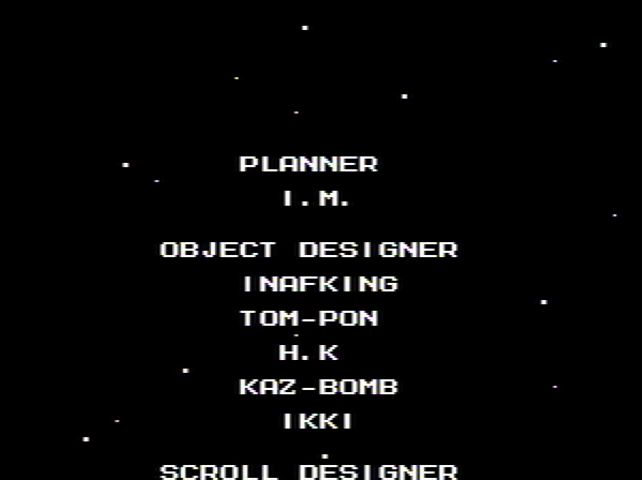 PLANNER
I.M.
OBJECT DESIGNER
INAFKING
TOM-PON
H.K
KAZ-BOMB
IKKI
SCROLL DESIGNER